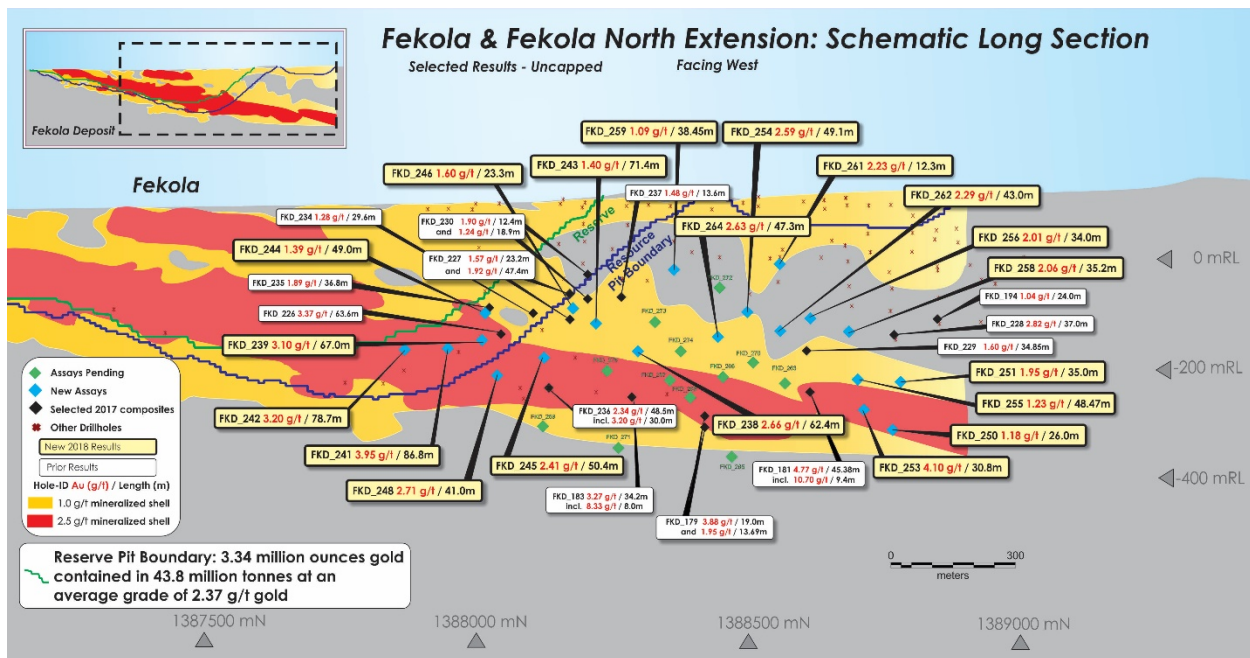 Fekola & Fekola North Extension: Schematic Long Section
Selected Results - Uncapped
Facing West
Fekola Deposit
Fekola
FKD_259 1.09 g/t / 38.45m
FKD_254 2.59 g/t / 49.1m
FKD_246 1.60 g/t / 23.3m
FKD_243 1.40 g/t / 71.4m
FKD_261 2.23 g/t / 12.3m
FKD_237 1.48 g/t / 13.6m
FKD_262 2.29 g/t / 43.0m
FKD_234 1.28 g/t / 29.6m
FKD_230 1.90 g/t / 12.4m
and 1.24 g/t / 18.9m
Reserve
FKD_264 2.63 g/t / 47.3m
FKD_256 2.01 g/t / 34.0m
FKD_244 1.39 g/t / 49.0m
FKD_227 1.57 g/t / 23.2m
and 1.92 g/t / 47.4m
Resource
Pit Boundary
FKD_258 2.06 g/t / 35.2m
0 mRL
FKD_235 1.89 g/t / 36.8m
FKD_272
FKD_194 1.04 g/t / 24.0m
FKD_226 3.37 g/t / 63.6m
FKD_273
FKD_228 2.82 g/t / 37.0m
FKD_239 3.10 g/t / 67.0m
FKD_274
FKD_229 1.60 g/t / 34.85m
FKD_266
FKD_265
-200 mRL
FKD_251 1.95 g/t / 35.0m
FKD_255 1.23 g/t / 48.47m
Assays Pending
New Assays
Selected 2017 composites
Other Drillholes
New 2018 Results
Prior Results
Hole-ID Au (g/t) / Length (m)
1.0 g/t mineralized shell
2.5 g/t mineralized shell
FKD_242 3.20 g/t / 78.7m
FKD_236 2.34 g/t / 48.5m
incl. 3.20 g/t / 30.0m
FKD_238 2.66 g/t / 62.4m
FKD_250 1.18 g/t / 26.0m
FKD_271
FKD_241 3.95 g/t / 86.8m
FKD_245 2.41 g/t / 50.4m
FKD_181 4.77 g/t / 45.38m
incl. 10.70 g/t / 9.4m
FKD_253 4.10 g/t / 30.8m
-400 mRL
FKD_248 2.71 g/t / 41.0m
FKD_183 3.27 g/t / 34.2m
incl. 8.33 g/t / 8.0m
FKD_179 3.88 g/t / 19.0m
and 1.95 g/t / 13.69m
Reserve Pit Boundary: 3.34 million ounces gold
contained in 43.8 million tonnes at an
average grade of 2.37 g/t gold
0 300
meters
1387500 mN
1388000 mN
1388500 mN
1389000 mN